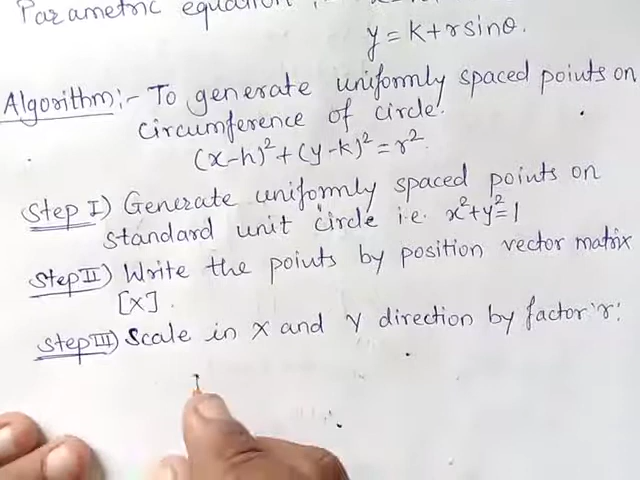 Parametric equation
y = k + r sinθ.
Algorithm:- To generate uniformly spaced points on
circumference of circle.
(x-h)² + (y-k)² = r².
Step I) Generate uniformly spaced points on
standard unit circle i.e. x² + y² = 1
Step II) Write the points by position vector matrix
[X].
Step III) Scale in X and Y direction by factor 'r'.